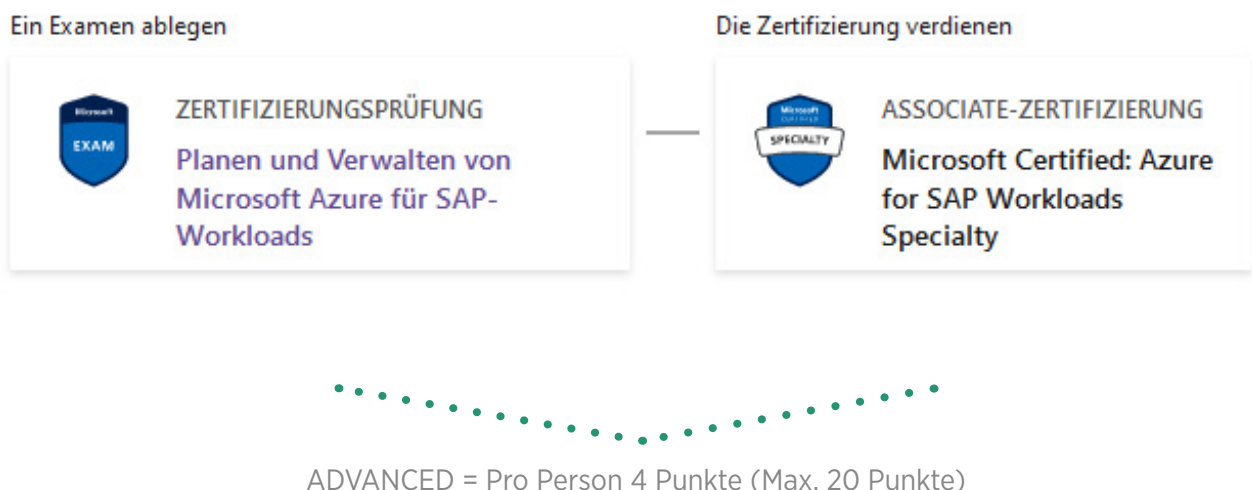 Ein Examen ablegen
Die Zertifizierung verdienen
Microsoft
EXAM
ZERTIFIZIERUNGSPRÜFUNG
Planen und Verwalten von
Microsoft Azure für SAP-
Workloads
Microsoft
CERTIFIED
SPECIALTY
ASSOCIATE-ZERTIFIZIERUNG
Microsoft Certified: Azure
for SAP Workloads
Specialty
ADVANCED = Pro Person 4 Punkte (Max. 20 Punkte)